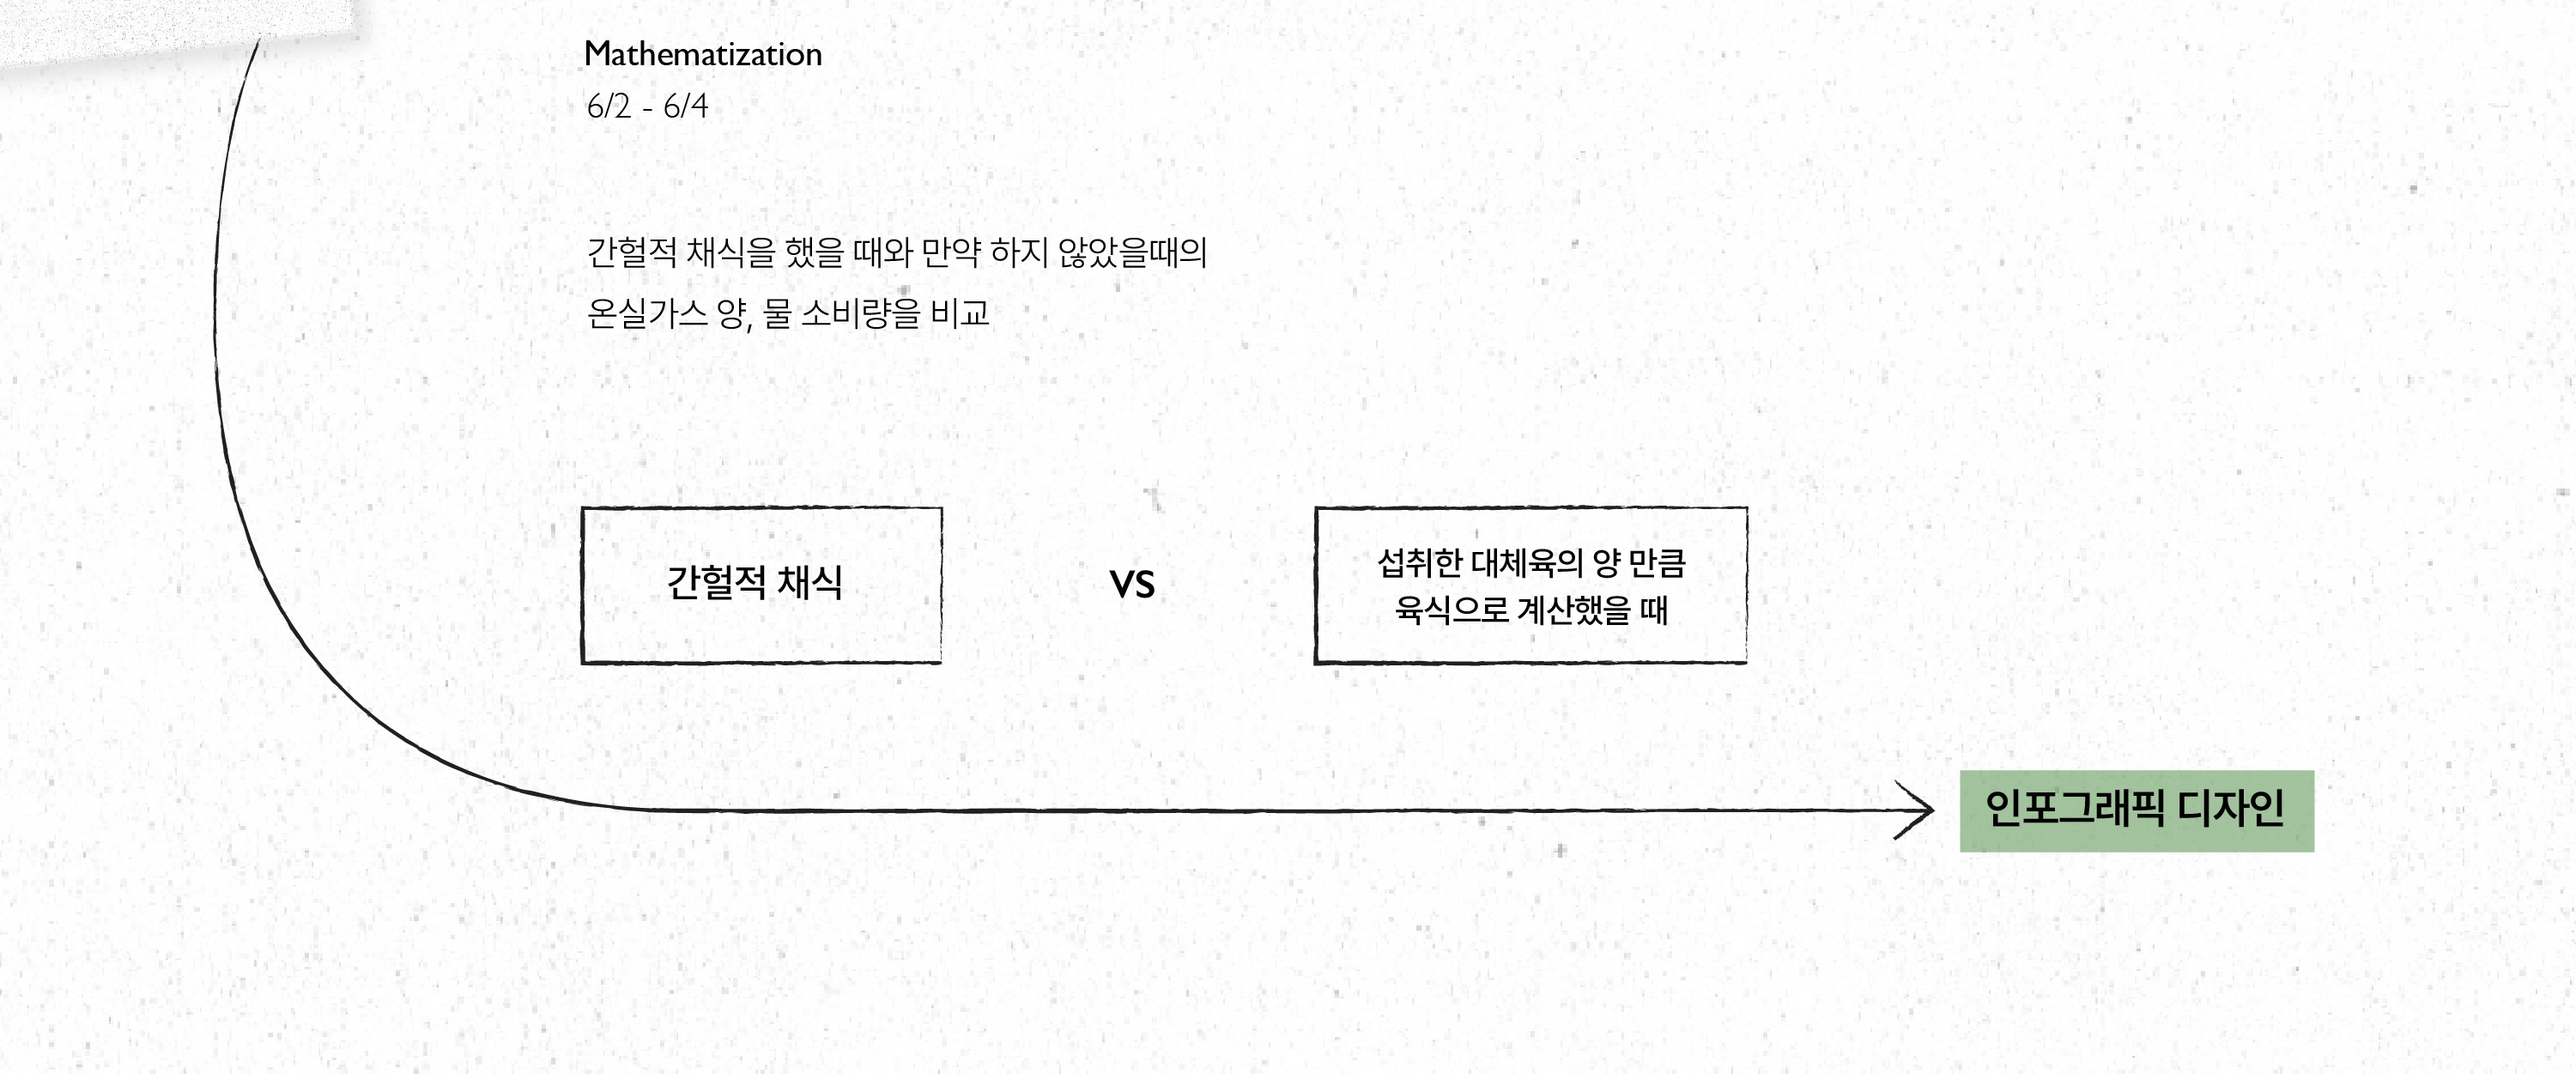 Mathematization
6/2 - 6/4
간헐적 채식을 했을 때와 만약 하지 않았을때의
온실가스 양, 물 소비량을 비교
간헐적 채식
VS
섭취한 대체육의 양 만큼
육식으로 계산했을 때
인포그래픽 디자인